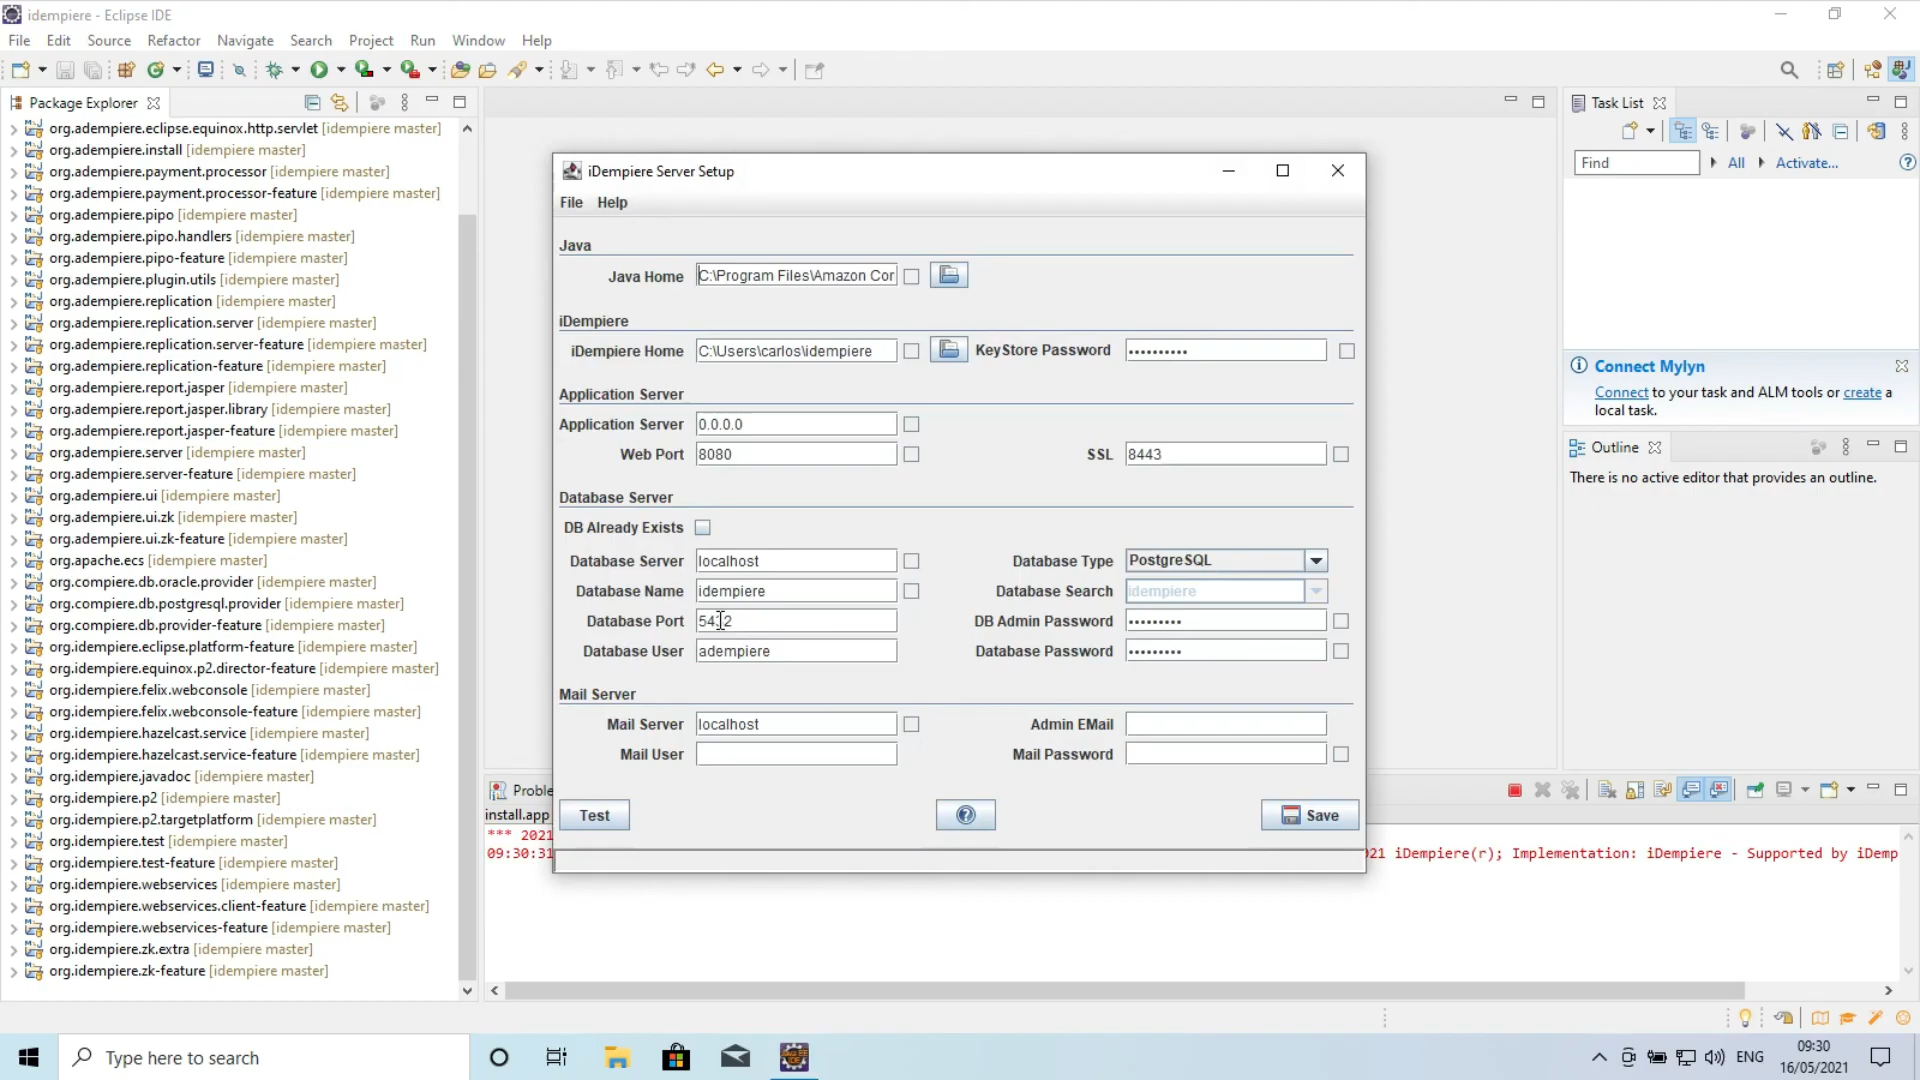 idempiere - Eclipse IDE
File Edit Source Refactor Navigate Search Project Run Window Help
Package Explorer
org.adempiere.eclipse.equinox.http.servlet [idempiere master]
org.adempiere.install [idempiere master]
org.adempiere.payment.processor [idempiere master]
org.adempiere.payment.processor-feature [idempiere master]
org.adempiere.pipo [idempiere master]
org.adempiere.pipo.handlers [idempiere master]
org.adempiere.pipo-feature [idempiere master]
org.adempiere.plugin.utils [idempiere master]
org.adempiere.replication [idempiere master]
org.adempiere.replication.server [idempiere master]
org.adempiere.replication.server-feature [idempiere master]
org.adempiere.replication-feature [idempiere master]
org.adempiere.report.jasper [idempiere master]
org.adempiere.report.jasper.library [idempiere master]
org.adempiere.report.jasper-feature [idempiere master]
org.adempiere.server [idempiere master]
org.adempiere.server-feature [idempiere master]
org.adempiere.ui [idempiere master]
org.adempiere.ui.zk [idempiere master]
org.adempiere.ui.zk-feature [idempiere master]
org.apache.ecs [idempiere master]
org.compiere.db.oracle.provider [idempiere master]
org.compiere.db.postgresql.provider [idempiere master]
org.compiere.db.provider-feature [idempiere master]
org.idempiere.eclipse.platform-feature [idempiere master]
org.idempiere.equinox.p2.director-feature [idempiere master]
org.idempiere.felix.webconsole [idempiere master]
org.idempiere.felix.webconsole-feature [idempiere master]
org.idempiere.hazelcast.service [idempiere master]
org.idempiere.hazelcast.service-feature [idempiere master]
org.idempiere.javadoc [idempiere master]
org.idempiere.p2 [idempiere master]
org.idempiere.p2.targetplatform [idempiere master]
org.idempiere.test [idempiere master]
org.idempiere.test-feature [idempiere master]
org.idempiere.webservices [idempiere master]
org.idempiere.webservices.client-feature [idempiere master]
org.idempiere.webservices-feature [idempiere master]
org.idempiere.zk.extra [idempiere master]
org.idempiere.zk-feature [idempiere master]
iDempiere Server Setup
File Help
Java
Java Home C:\Program Files\Amazon Cor
iDempiere
iDempiere Home C:\Users\carlos\idempiere KeyStore Password ••••••••••
Application Server
Application Server 0.0.0.0
Web Port 8080 SSL 8443
Database Server
DB Already Exists
Database Server localhost Database Type PostgreSQL
Database Name idempiere Database Search idempiere
Database Port 5432 DB Admin Password •••••••••
Database User adempiere Database Password •••••••••
Mail Server
Mail Server localhost Admin EMail
Mail User Mail Password
Test Save
Proble
install.app
*** 2021
09:30:31 21 iDempiere(r); Implementation: iDempiere - Supported by iDemp
Task List
Find All Activate...
Connect Mylyn
Connect to your task and ALM tools or create a
local task.
Outline
There is no active editor that provides an outline.
Type here to search
ENG
09:30
16/05/2021